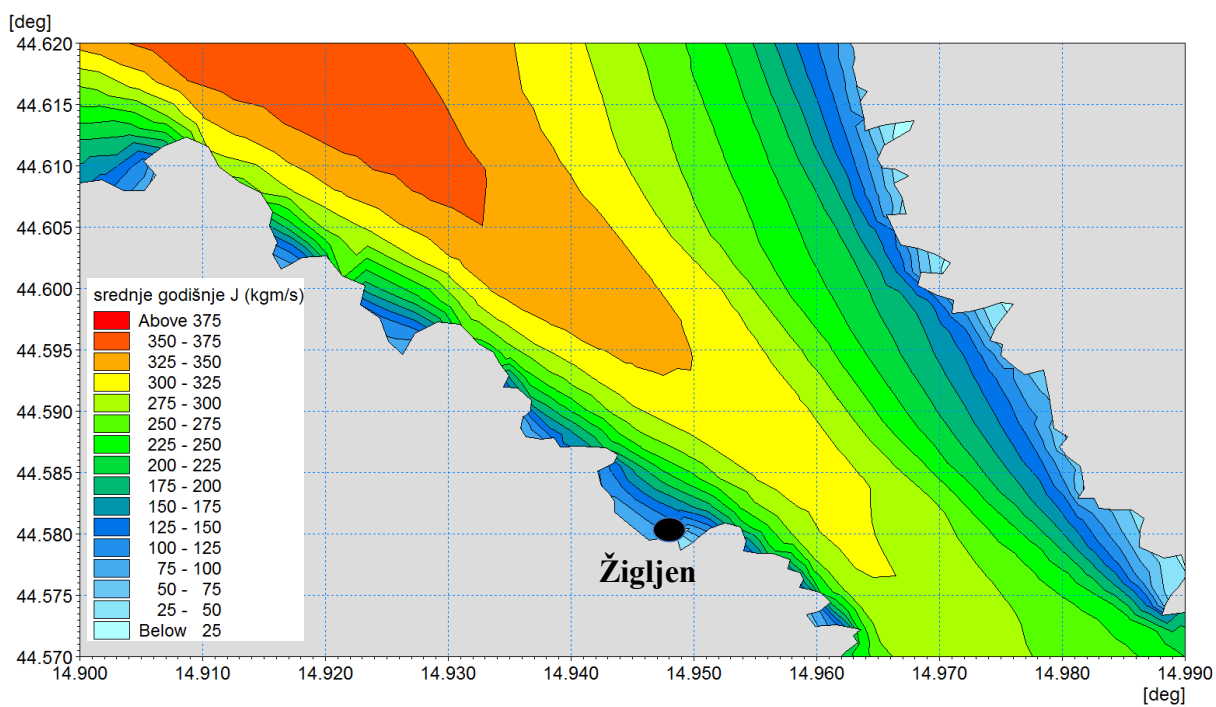 [deg]
44.620
44.615
44.610
44.605
44.600
44.595
44.590
44.585
44.580
44.575
44.570
srednje godišnje J (kgm/s)
Above 375
350 - 375
325 - 350
300 - 325
275 - 300
250 - 275
225 - 250
200 - 225
175 - 200
150 - 175
125 - 150
100 - 125
75 - 100
50 - 75
25 - 50
Below 25
Žigljen
14.900 14.910 14.920 14.930 14.940 14.950 14.960 14.970 14.980 14.990
[deg]